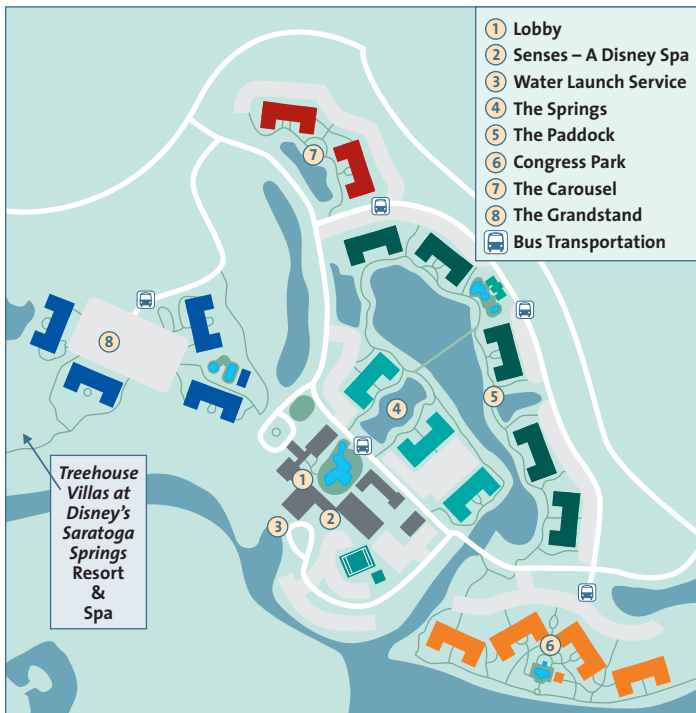 1 Lobby
2 Senses – A Disney Spa
3 Water Launch Service
4 The Springs
5 The Paddock
6 Congress Park
7 The Carousel
8 The Grandstand
Bus Transportation
7
8
4
5
1
2
3
6
Treehouse
Villas at
Disney's
Saratoga
Springs
Resort
&
Spa